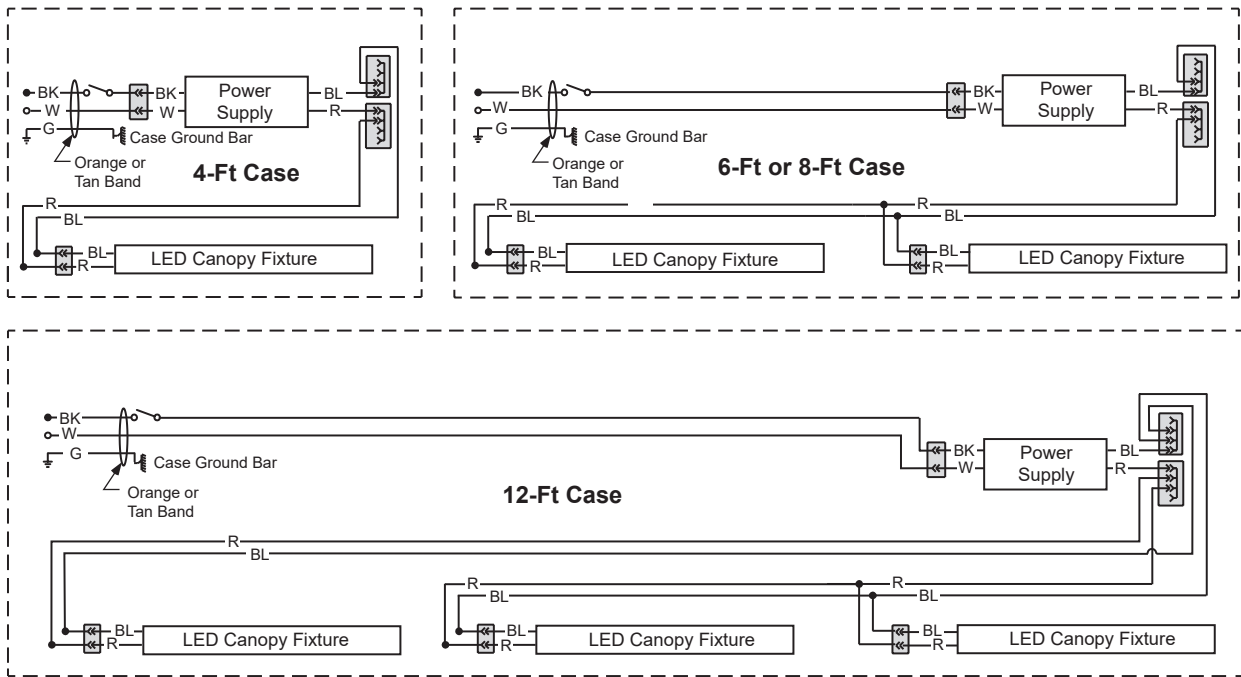 BK
BK
Power
Supply
BL
W
W
R
G
Case Ground Bar
Orange or
Tan Band
4-Ft Case
R
BL
BL
R
LED Canopy Fixture
BK
BK
Power
Supply
BL
W
W
R
G
Case Ground Bar
Orange or
Tan Band
6-Ft or 8-Ft Case
R
R
BL
BL
BL
R
LED Canopy Fixture
BL
R
LED Canopy Fixture
BK
W
G
Case Ground Bar
Orange or
Tan Band
12-Ft Case
BK
W
Power
Supply
BL
R
R
BL
R
R
BL
BL
BL
R
LED Canopy Fixture
BL
R
LED Canopy Fixture
BL
R
LED Canopy Fixture